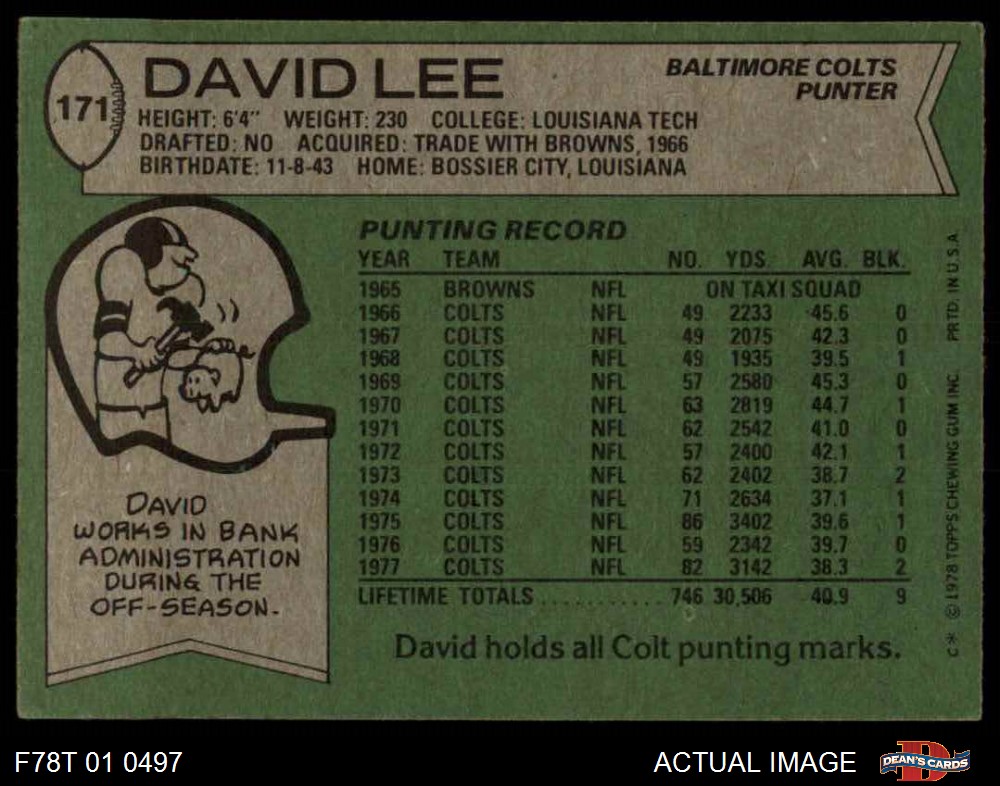 171
DAVID LEE
BALTIMORE COLTS
PUNTER
HEIGHT: 6'4" WEIGHT: 230 COLLEGE: LOUISIANA TECH
DRAFTED: NO ACQUIRED: TRADE WITH BROWNS, 1966
BIRTHDATE: 11-8-43 HOME: BOSSIER CITY, LOUISIANA
PUNTING RECORD
YEAR TEAM NO. YDS. AVG. BLK.
1965 BROWNS NFL ON TAXI SQUAD
1966 COLTS NFL 49 2233 45.6 0
1967 COLTS NFL 49 2075 42.3 0
1968 COLTS NFL 49 1935 39.5 1
1969 COLTS NFL 57 2580 45.3 0
1970 COLTS NFL 63 2819 44.7 1
1971 COLTS NFL 62 2542 41.0 0
1972 COLTS NFL 57 2400 42.1 1
1973 COLTS NFL 62 2402 38.7 2
1974 COLTS NFL 71 2634 37.1 1
1975 COLTS NFL 86 3402 39.6 1
1976 COLTS NFL 59 2342 39.7 0
1977 COLTS NFL 82 3142 38.3 2
LIFETIME TOTALS ............ 746 30,506 40.9 9
David holds all Colt punting marks.
DAVID
WORKS IN BANK
ADMINISTRATION
DURING THE
OFF-SEASON.
C* © 1978 TOPPS CHEWING GUM INC. PRTD. IN U.S.A.
F78T 01 0497
ACTUAL IMAGE
D
DEAN'S CARDS